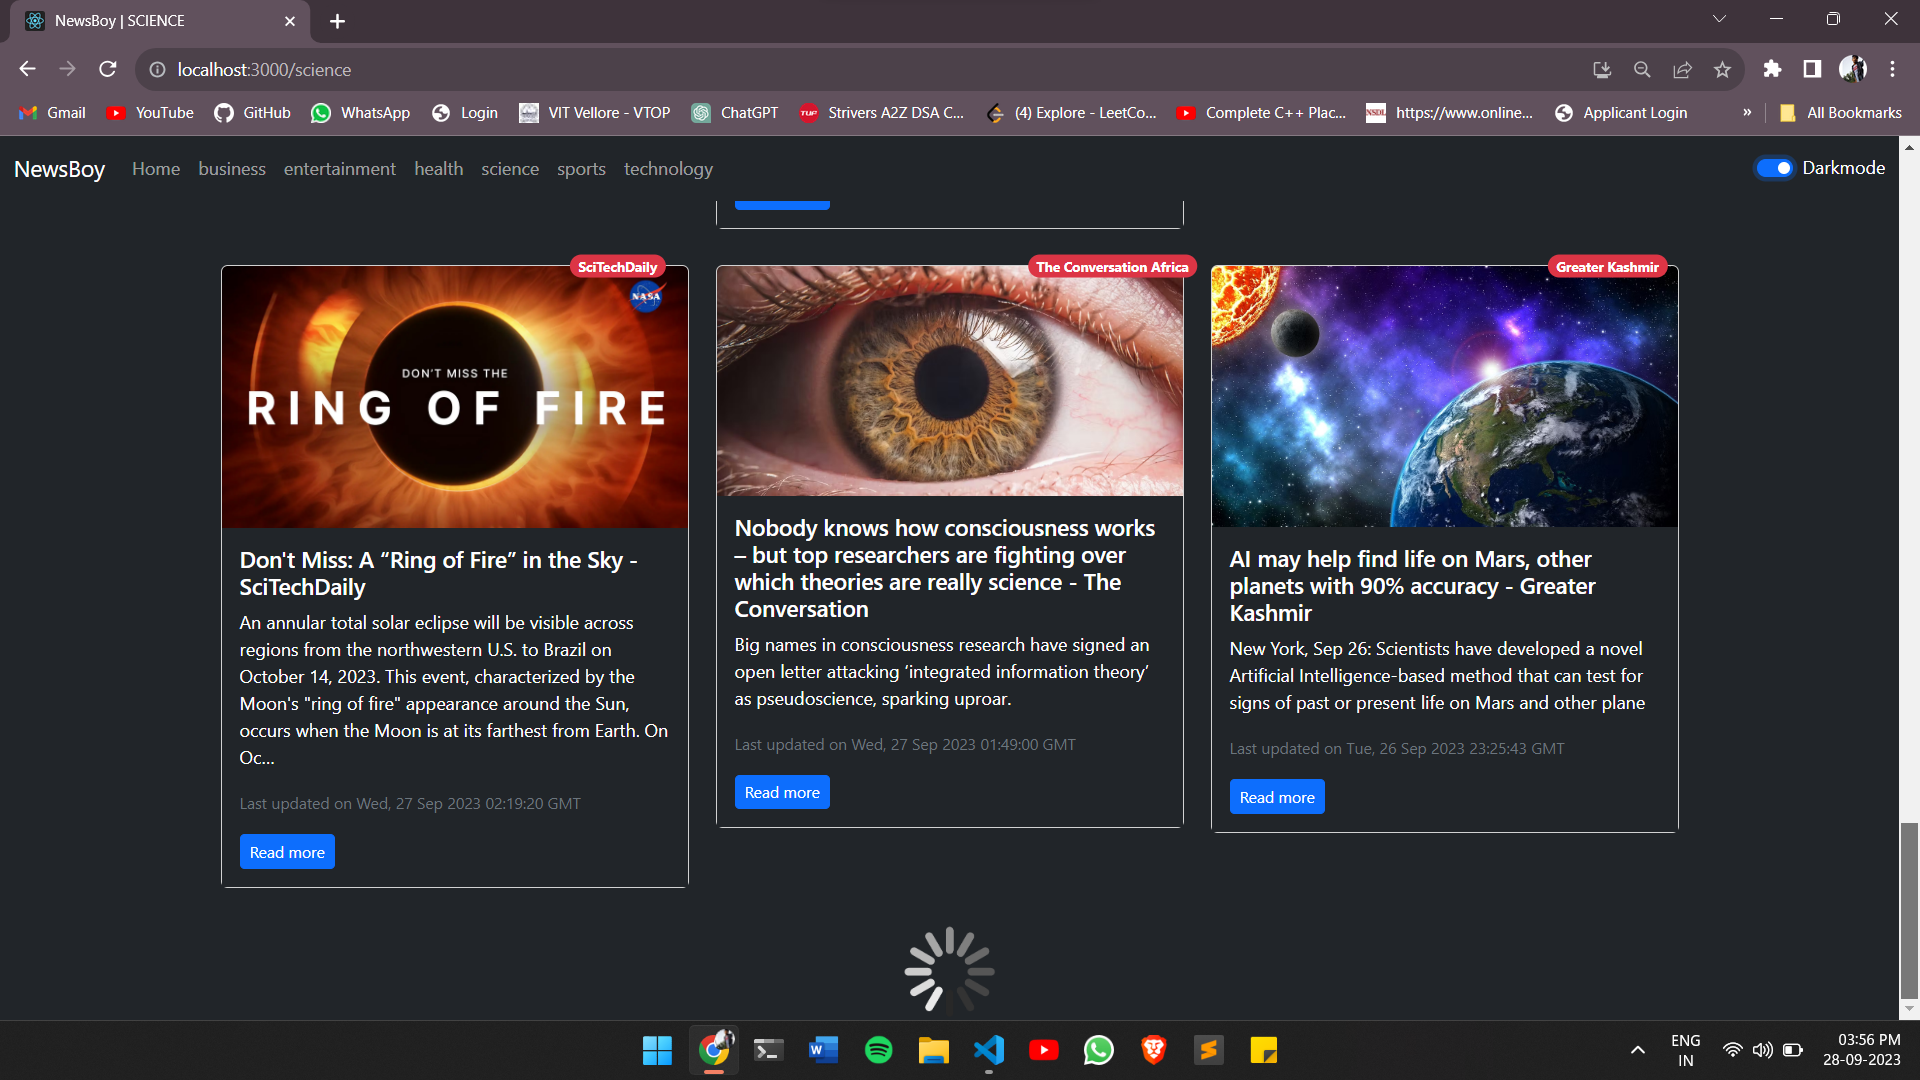 NewsBoy | SCIENCE
localhost:3000/science
Gmail
YouTube
GitHub
WhatsApp
Login
VIT Vellore - VTOP
ChatGPT
TUF
Strivers A2Z DSA C...
(4) Explore - LeetCo...
Complete C++ Plac...
NSDL
https://www.online...
Applicant Login
»
All Bookmarks
NewsBoy
Home
business
entertainment
health
science
sports
technology
Darkmode
SciTechDaily
NASA
DON'T MISS THE
RING OF FIRE
Don't Miss: A “Ring of Fire” in the Sky -
SciTechDaily
An annular total solar eclipse will be visible across
regions from the northwestern U.S. to Brazil on
October 14, 2023. This event, characterized by the
Moon's "ring of fire" appearance around the Sun,
occurs when the Moon is at its farthest from Earth. On
Oc...
Last updated on Wed, 27 Sep 2023 02:19:20 GMT
Read more
The Conversation Africa
Nobody knows how consciousness works
– but top researchers are fighting over
which theories are really science - The
Conversation
Big names in consciousness research have signed an
open letter attacking ‘integrated information theory’
as pseudoscience, sparking uproar.
Last updated on Wed, 27 Sep 2023 01:49:00 GMT
Read more
Greater Kashmir
AI may help find life on Mars, other
planets with 90% accuracy - Greater
Kashmir
New York, Sep 26: Scientists have developed a novel
Artificial Intelligence-based method that can test for
signs of past or present life on Mars and other plane
Last updated on Tue, 26 Sep 2023 23:25:43 GMT
Read more
ENG
IN
03:56 PM
28-09-2023